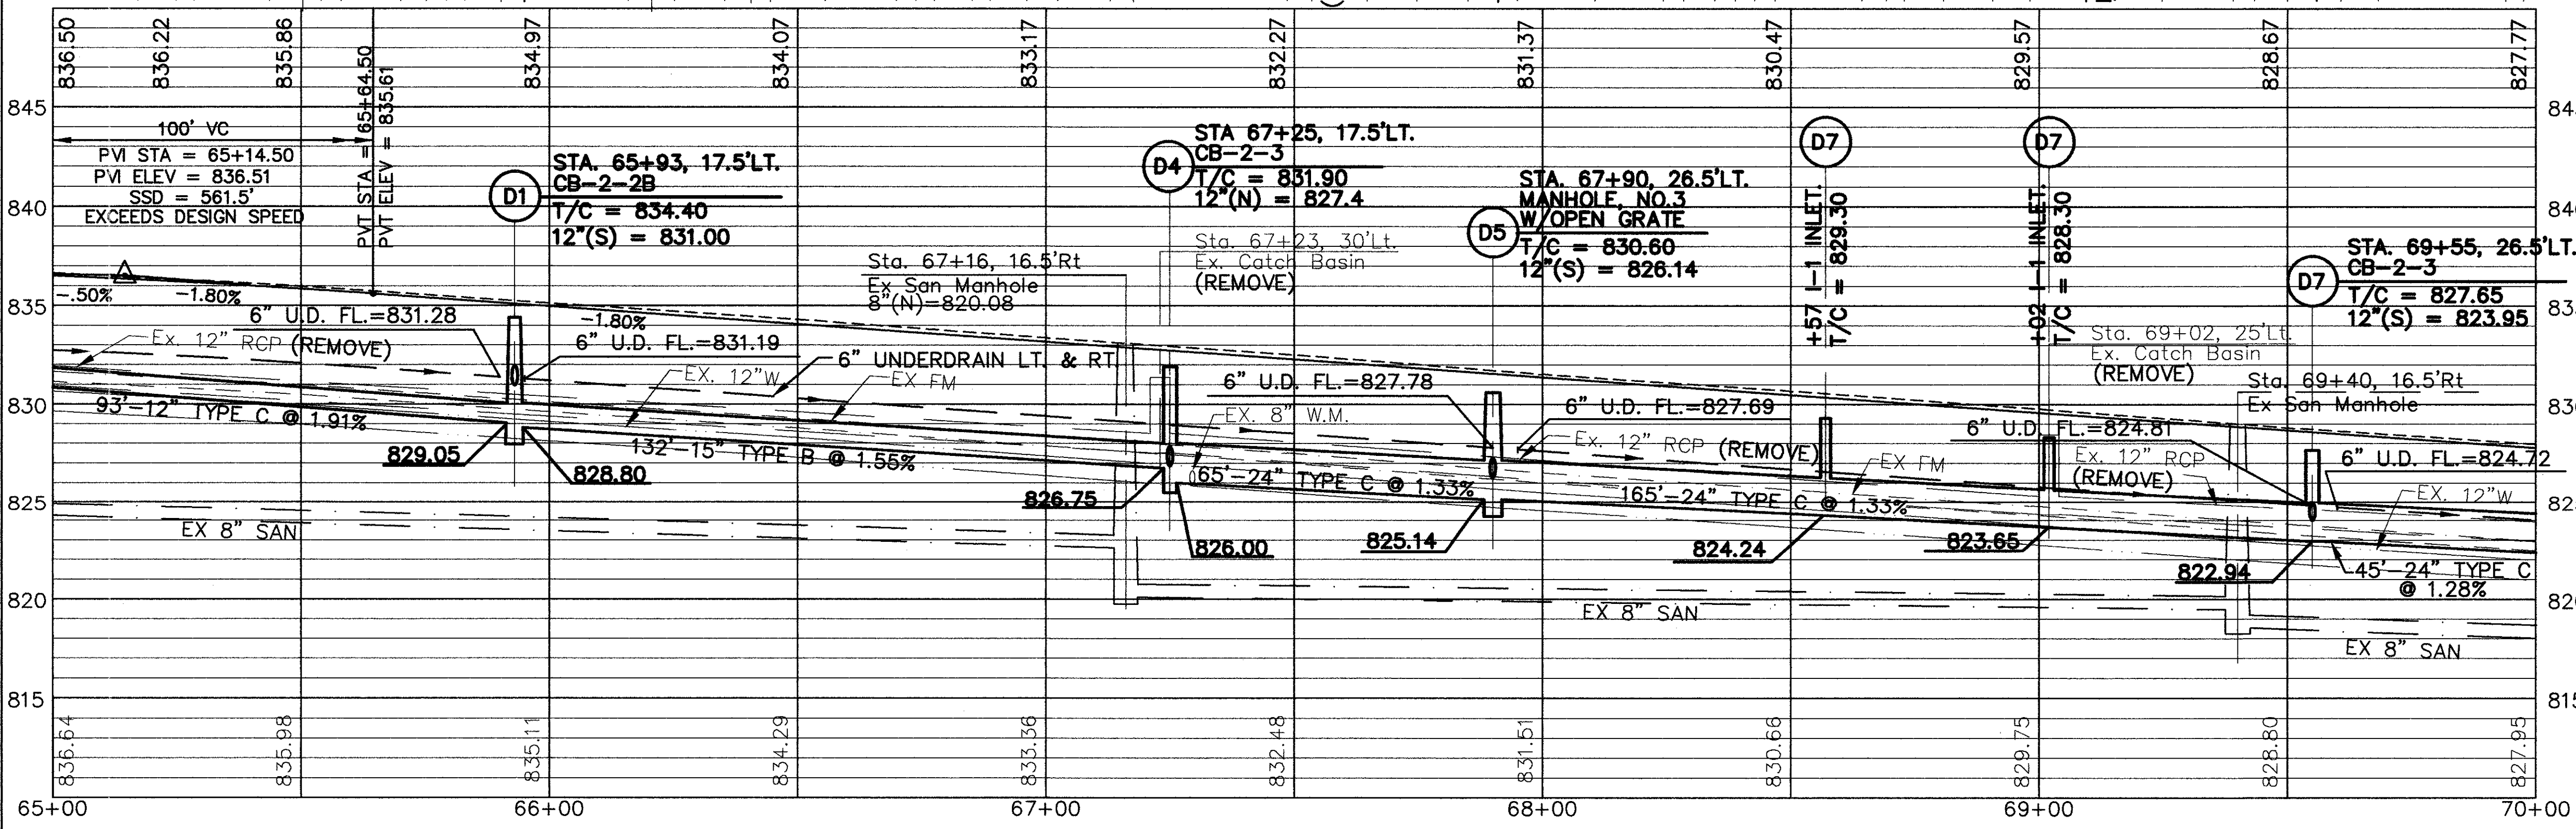 836.50
836.22
835.86
834.97
834.07
833.17
832.27
831.37
830.47
829.57
828.67
827.77
845
840
835
830
825
820
815
100' VC
PVI STA = 65+14.50
PVI ELEV = 836.51
SSD = 561.5'
EXCEEDS DESIGN SPEED
PVT STA = 65+64.50
PVT ELEV = 835.61
D1
STA. 65+93, 17.5'LT.
CB-2-2B
T/C = 834.40
12"(S) = 831.00
D4
STA 67+25, 17.5'LT.
CB-2-3
T/C = 831.90
12"(N) = 827.4
Sta. 67+23, 30'Lt.
Ex. Catch Basin
(REMOVE)
Sta. 67+16, 16.5'Rt
Ex San Manhole
8"(N)=820.08
D5
STA. 67+90, 26.5'LT.
MANHOLE, NO.3
W/OPEN GRATE
T/C = 830.60
12"(S) = 826.14
D7
+57 I-1 INLET.
T/C = 829.30
D7
+02 I-1 INLET.
T/C = 828.30
Sta. 69+02, 25'Lt.
Ex. Catch Basin
(REMOVE)
Sta. 69+40, 16.5'Rt
Ex San Manhole
D7
STA. 69+55, 26.5'LT.
CB-2-3
T/C = 827.65
12"(S) = 823.95
-.50%
-1.80%
-1.80%
6" U.D. FL.=831.28
Ex. 12" RCP (REMOVE)
6" U.D. FL.=831.19
6" UNDERDRAIN LT. & RT
EX. 12"W
EX FM
93'-12" TYPE C @ 1.91%
829.05
828.80
132'-15" TYPE B @ 1.55%
6" U.D. FL.=827.78
EX. 8" W.M.
6" U.D. FL.=827.69
Ex. 12" RCP (REMOVE)
65'-24" TYPE C @ 1.33%
826.75
826.00
825.14
165'-24" TYPE C @ 1.33%
EX FM
824.24
823.65
6" U.D. FL.=824.81
Ex. 12" RCP
(REMOVE)
6" U.D. FL.=824.72
EX. 12"W
822.94
45'-24" TYPE C
@ 1.28%
EX 8" SAN
EX 8" SAN
EX 8" SAN
836.64
835.98
835.11
834.29
833.36
832.48
831.51
830.66
829.75
828.80
827.95
65+00
66+00
67+00
68+00
69+00
70+00